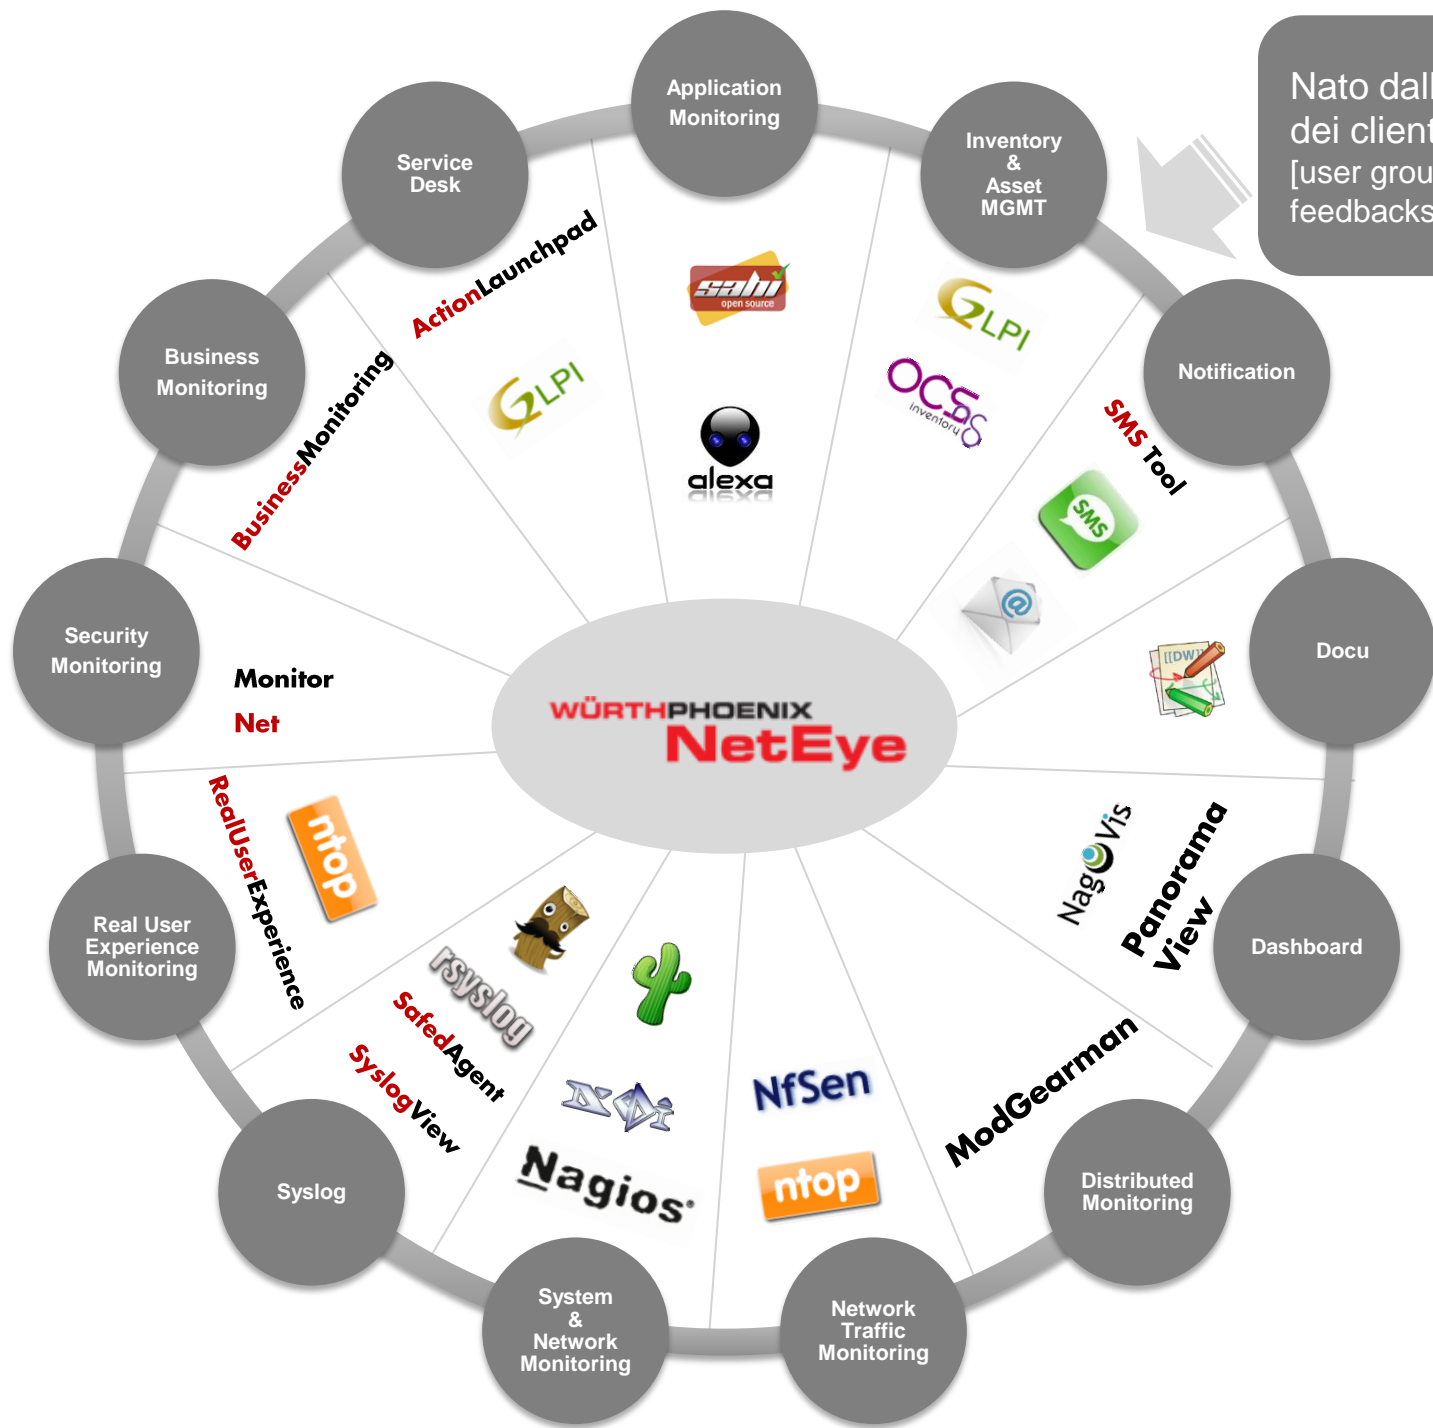 Application
Monitoring
Inventory
&
Asset
MGMT
Notification
Docu
Dashboard
Distributed
Monitoring
Network
Traffic
Monitoring
System
&
Network
Monitoring
Syslog
Real User
Experience
Monitoring
Security
Monitoring
Business
Monitoring
Service
Desk
Nato dall
dei client
[user grou
feedbacks
ActionLaunchpad
GLPI
sahi
open source
alexa
GLPI
OCS
inventory
ng
SMS Tool
SMS
@
[[DW]]
NagVis
Panorama
View
ModGearman
NfSen
ntop
Nagios®
rsyslog
SafedAgent
SyslogView
ntop
RealUserExperience
Monitor
Net
BusinessMonitoring
WÜRTHPHOENIX
NetEye